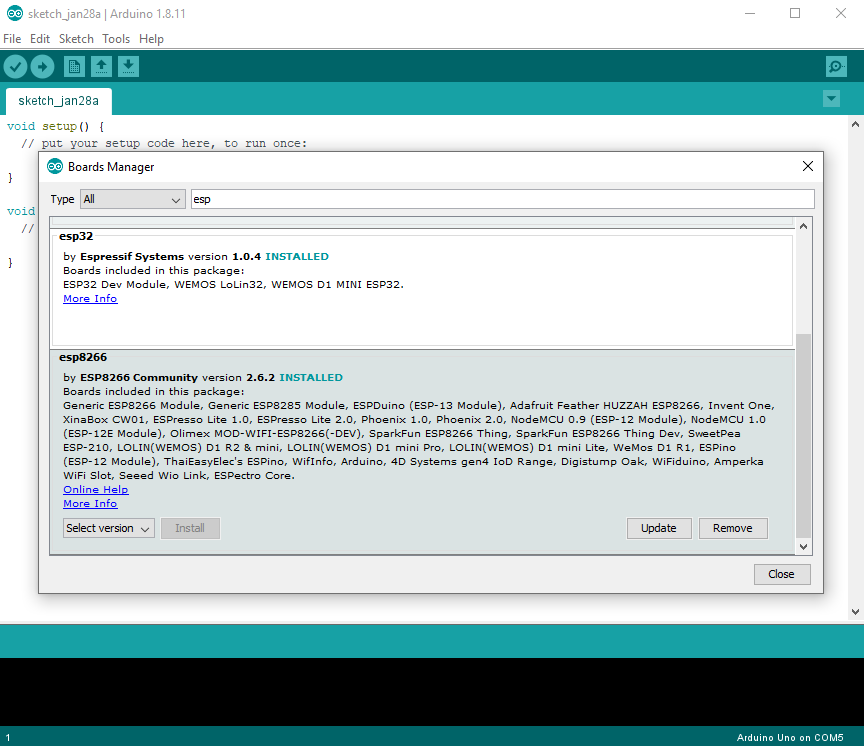 sketch_jan28a | Arduino 1.8.11
File Edit Sketch Tools Help
sketch_jan28a
void setup() {
// put your setup code here, to run once:
}
void
//
}
Boards Manager
Type All esp
esp32
by Espressif Systems version 1.0.4 INSTALLED
Boards included in this package:
ESP32 Dev Module, WEMOS LoLin32, WEMOS D1 MINI ESP32.
More Info
esp8266
by ESP8266 Community version 2.6.2 INSTALLED
Boards included in this package:
Generic ESP8266 Module, Generic ESP8285 Module, ESPDuino (ESP-13 Module), Adafruit Feather HUZZAH ESP8266, Invent One,
XinaBox CW01, ESPresso Lite 1.0, ESPresso Lite 2.0, Phoenix 1.0, Phoenix 2.0, NodeMCU 0.9 (ESP-12 Module), NodeMCU 1.0
(ESP-12E Module), Olimex MOD-WIFI-ESP8266(-DEV), SparkFun ESP8266 Thing, SparkFun ESP8266 Thing Dev, SweetPea
ESP-210, LOLIN(WEMOS) D1 R2 & mini, LOLIN(WEMOS) D1 mini Pro, LOLIN(WEMOS) D1 mini Lite, WeMos D1 R1, ESPino
(ESP-12 Module), ThaiEasyElec's ESPino, WifInfo, Arduino, 4D Systems gen4 IoD Range, Digistump Oak, WiFiduino, Amperka
WiFi Slot, Seeed Wio Link, ESPectro Core.
Online Help
More Info
Select version Install Update Remove
Close
1 Arduino Uno on COM5